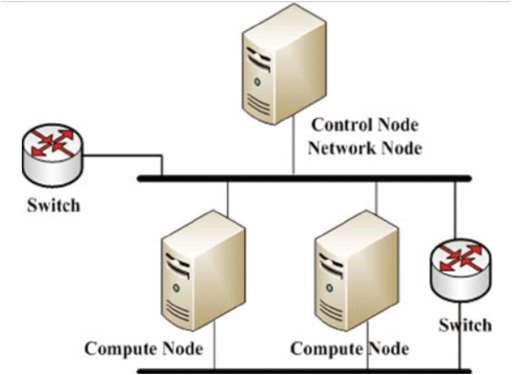 Control Node
Network Node
Switch
Switch
Compute Node
Compute Node